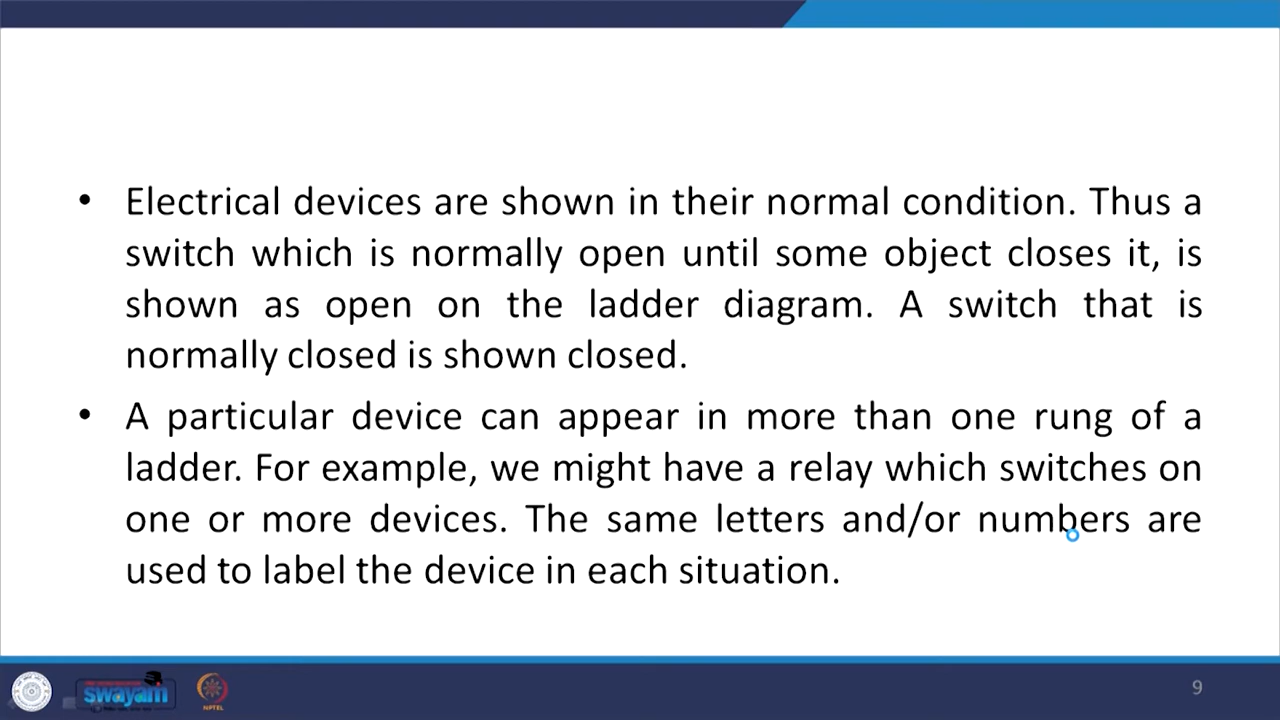 • Electrical devices are shown in their normal condition. Thus a
switch which is normally open until some object closes it, is
shown as open on the ladder diagram. A switch that is
normally closed is shown closed.
• A particular device can appear in more than one rung of a
ladder. For example, we might have a relay which switches on
one or more devices. The same letters and/or numbers are
used to label the device in each situation.
swayam
NPTEL
9